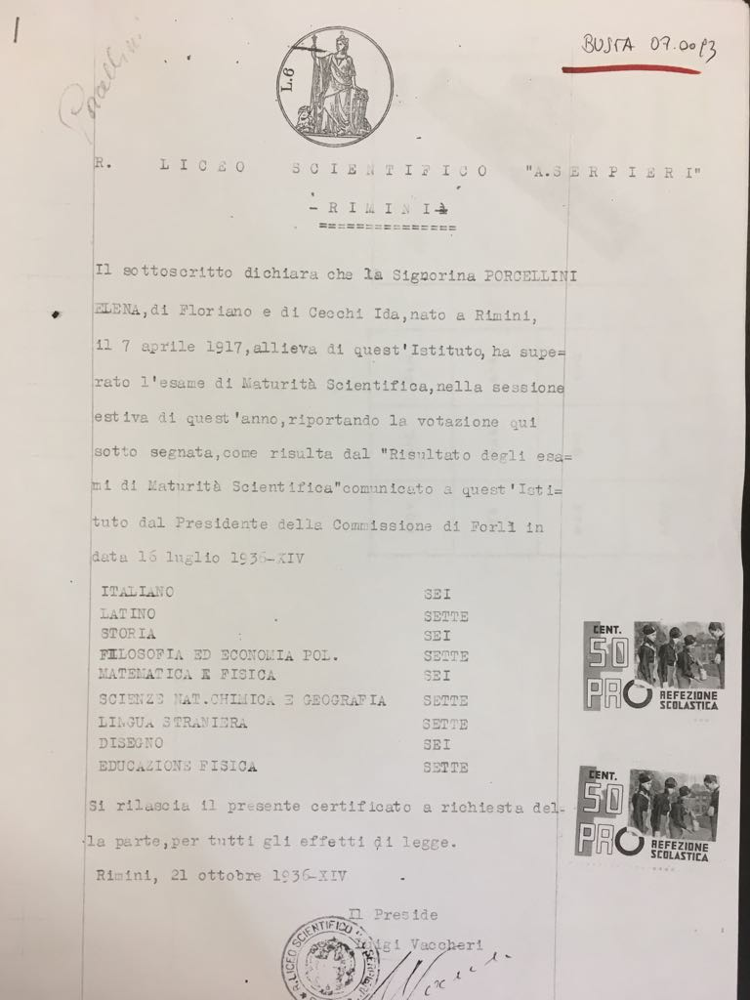 Porcellini
BUSTA 07.0093
L.6
R. LICEO SCIENTIFICO "A.SERPIERI"
-RIMINI-
===============
Il sottoscritto dichiara che la Signorina PORCELLINI
ELENA,di Floriano e di Cecchi Ida,nato a Rimini,
il 7 aprile 1917,allieva di quest'Istituto, ha supe=
rato l'esame di Maturità Scientifica,nella sessione
estiva di quest'anno,riportando la votazione qui
sotto segnata,come risulta dal "Risultato degli esa=
mi di Maturità Scientifica"comunicato a quest'Isti=
tuto dal Presidente della Commissione di Forlì in
data 16 luglio 1936-XIV
ITALIANO SEI
LATINO SETTE
STORIA SEI
FILOSOFIA ED ECONOMIA POL. SETTE
MATEMATICA E FISICA SEI
SCIENZE NAT.CHIMICA E GEOGRAFIA SETTE
LINGUA STRANIERA SETTE
DISEGNO SEI
EDUCAZIONE FISICA SETTE
CENT.
50
PRO REFEZIONE
SCOLASTICA
CENT.
50
PRO REFEZIONE
SCOLASTICA
Si rilascia il presente certificato a richiesta del=
la parte,per tutti gli effetti di legge.
Rimini, 21 ottobre 1936-XIV
Il Preside
Luigi Vaccheri
R. LICEO SCIENTIFICO